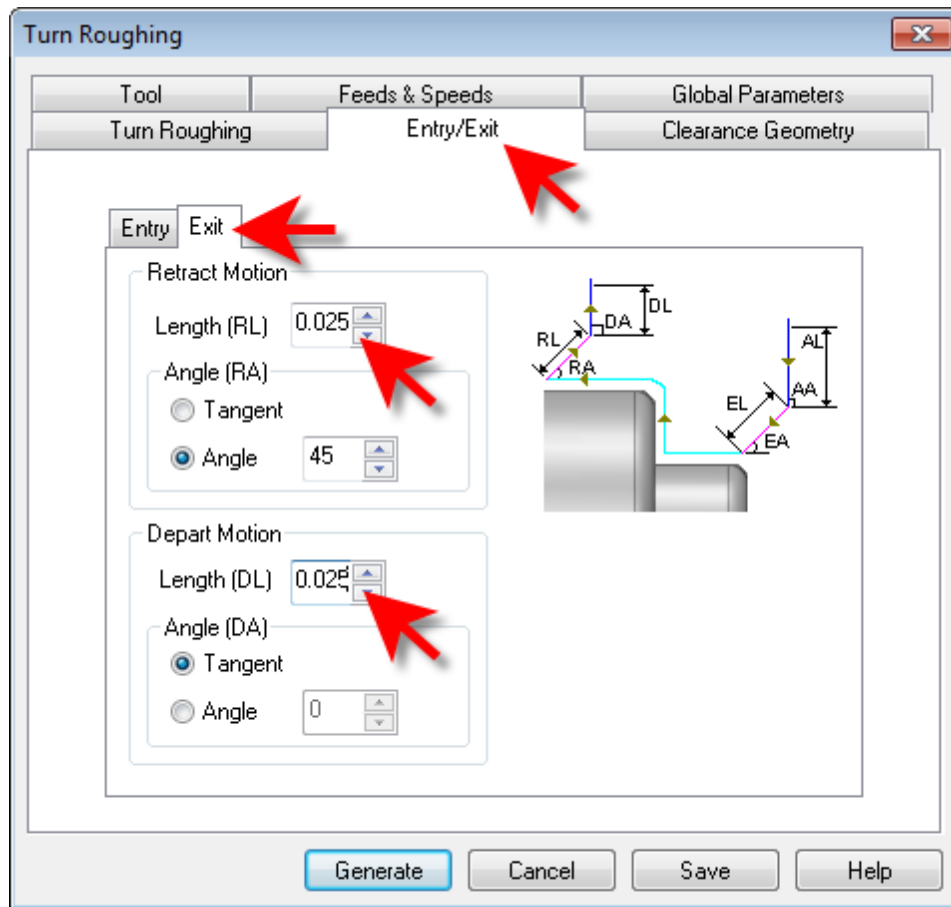 Turn Roughing
Tool Feeds & Speeds Global Parameters
Turn Roughing Entry/Exit Clearance Geometry
Entry Exit
Retract Motion
Length (RL) 0.025
Angle (RA)
Tangent
Angle 45
Depart Motion
Length (DL) 0.025
Angle (DA)
Tangent
Angle 0
DL
DA
RL
RA
AL
AA
EL
EA
Generate Cancel Save Help